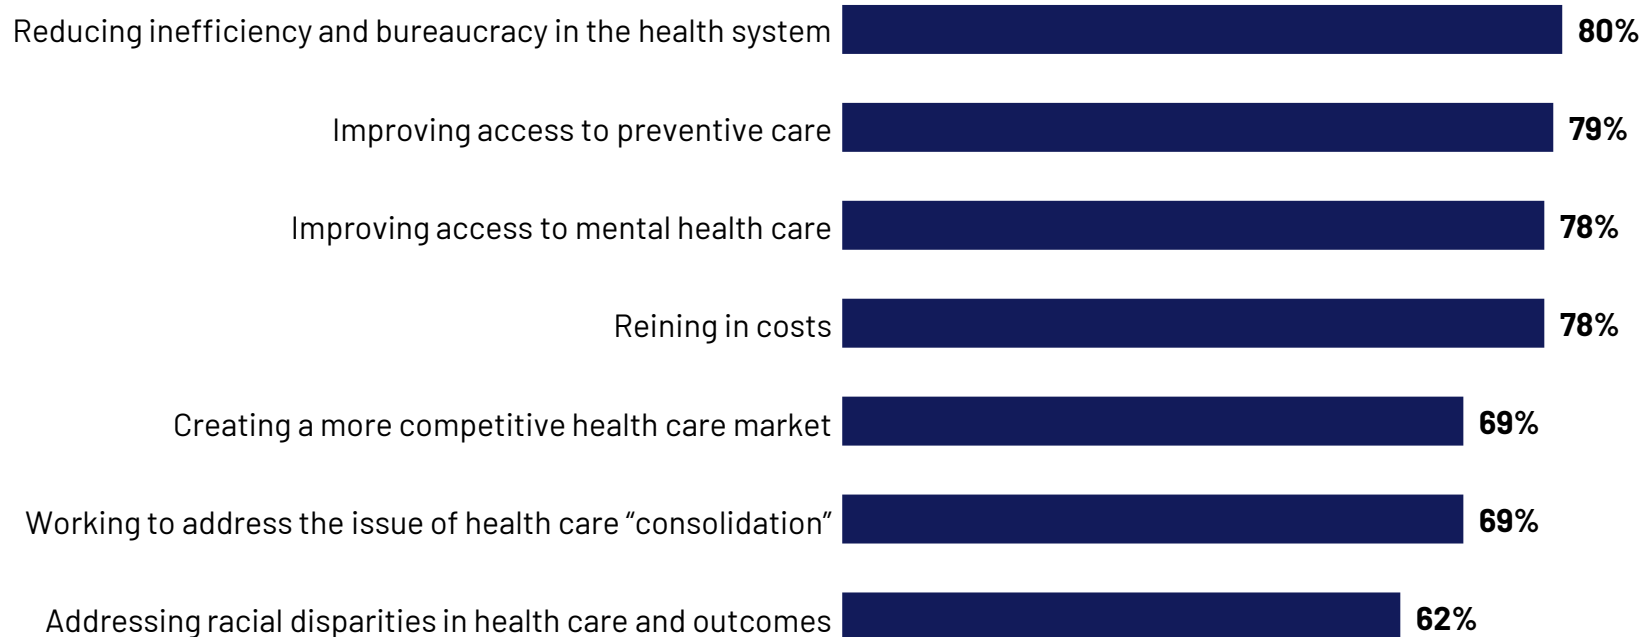 Reducing inefficiency and bureaucracy in the health system 80%
Improving access to preventive care 79%
Improving access to mental health care 78%
Reining in costs 78%
Creating a more competitive health care market 69%
Working to address the issue of health care “consolidation” 69%
Addressing racial disparities in health care and outcomes 62%